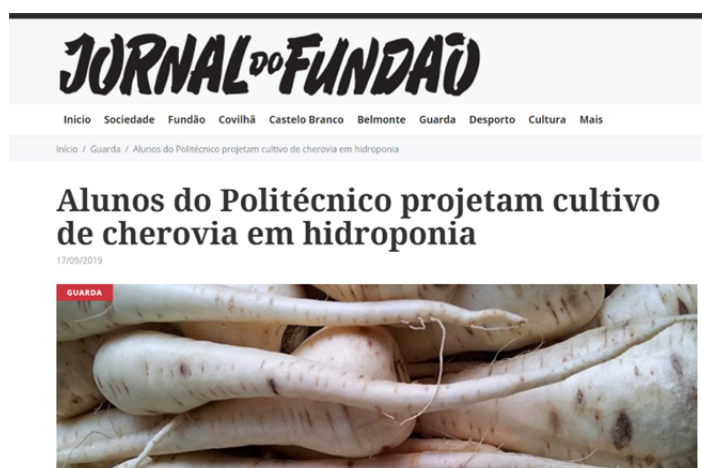 JORNAL DO FUNDÃO
Inicio Sociedade Fundão Covilhã Castelo Branco Belmonte Guarda Desporto Cultura Mais
Início / Guarda / Alunos do Politécnico projetam cultivo de cherovia em hidroponia
Alunos do Politécnico projetam cultivo
de cherovia em hidroponia
17/09/2019
GUARDA